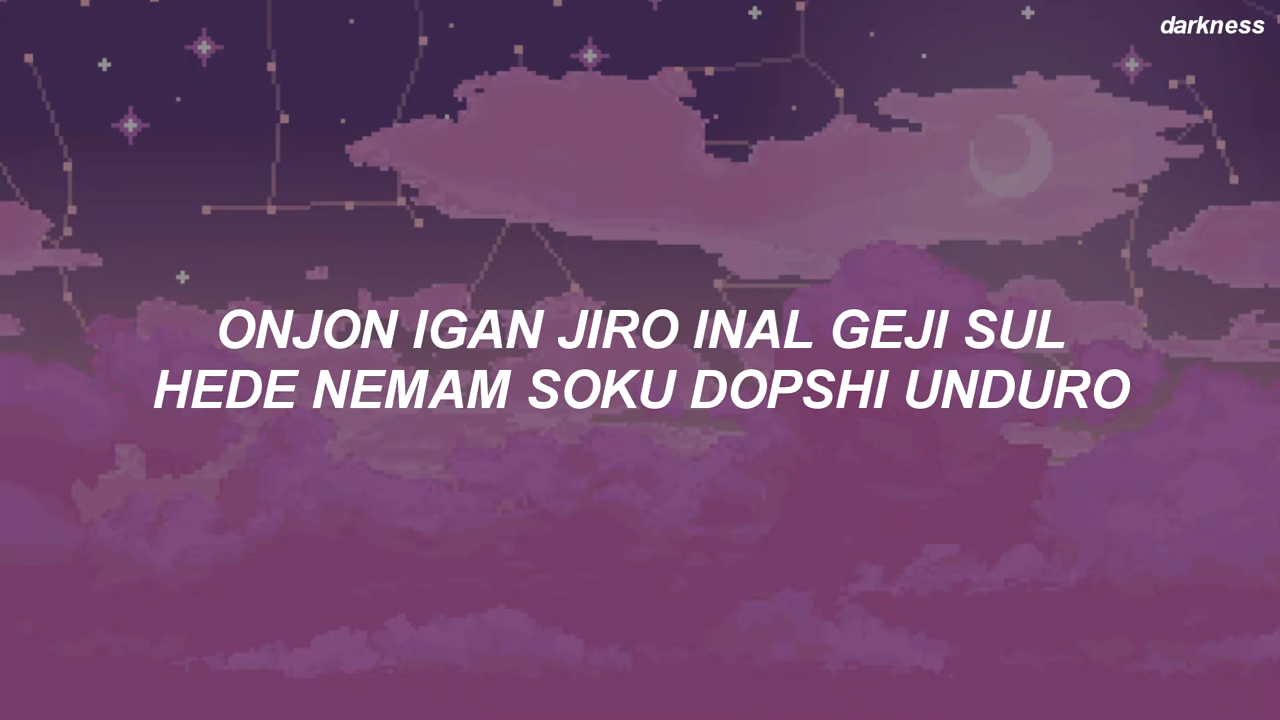 darkness
ONJON IGAN JIRO INAL GEJI SUL
HEDE NEMAM SOKU DOPSHI UNDURO